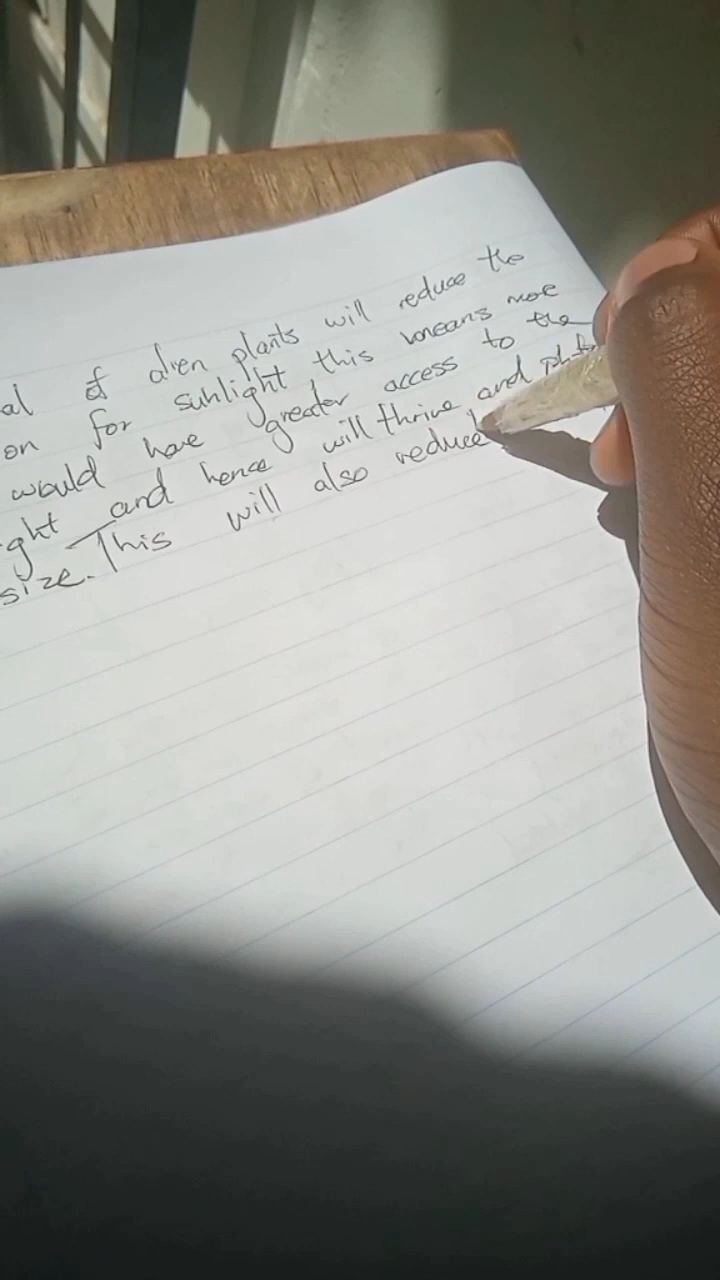 al of alien plants will reduce the
on for sunlight this means more
would have greater access to the
ght and hence will thrive and
size. This will also reduce